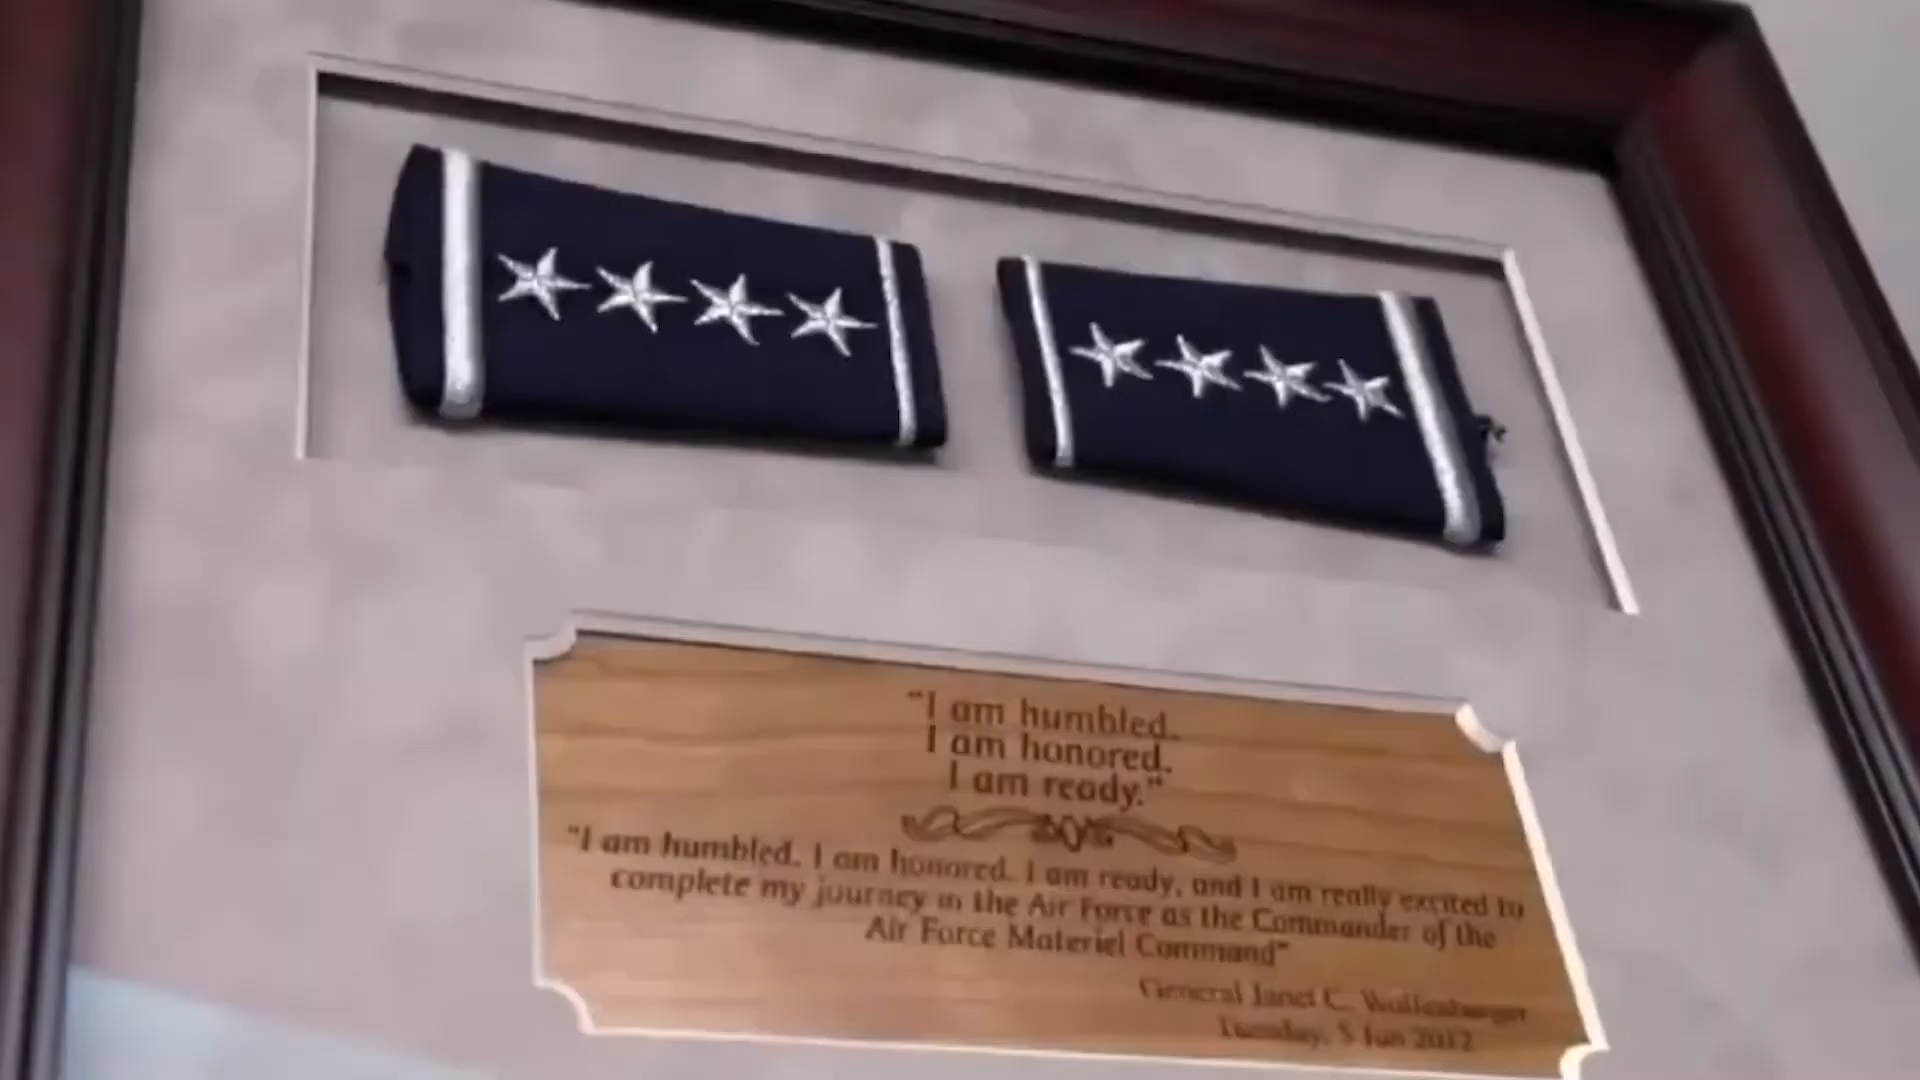 “I am humbled.
I am honored.
I am ready.”
“I am humbled. I am honored. I am ready, and I am really excited to
complete my journey in the Air Force as the Commander of the
Air Force Materiel Command”
General Janet C. Wolfenbarger
Tuesday, 5 Jun 2012